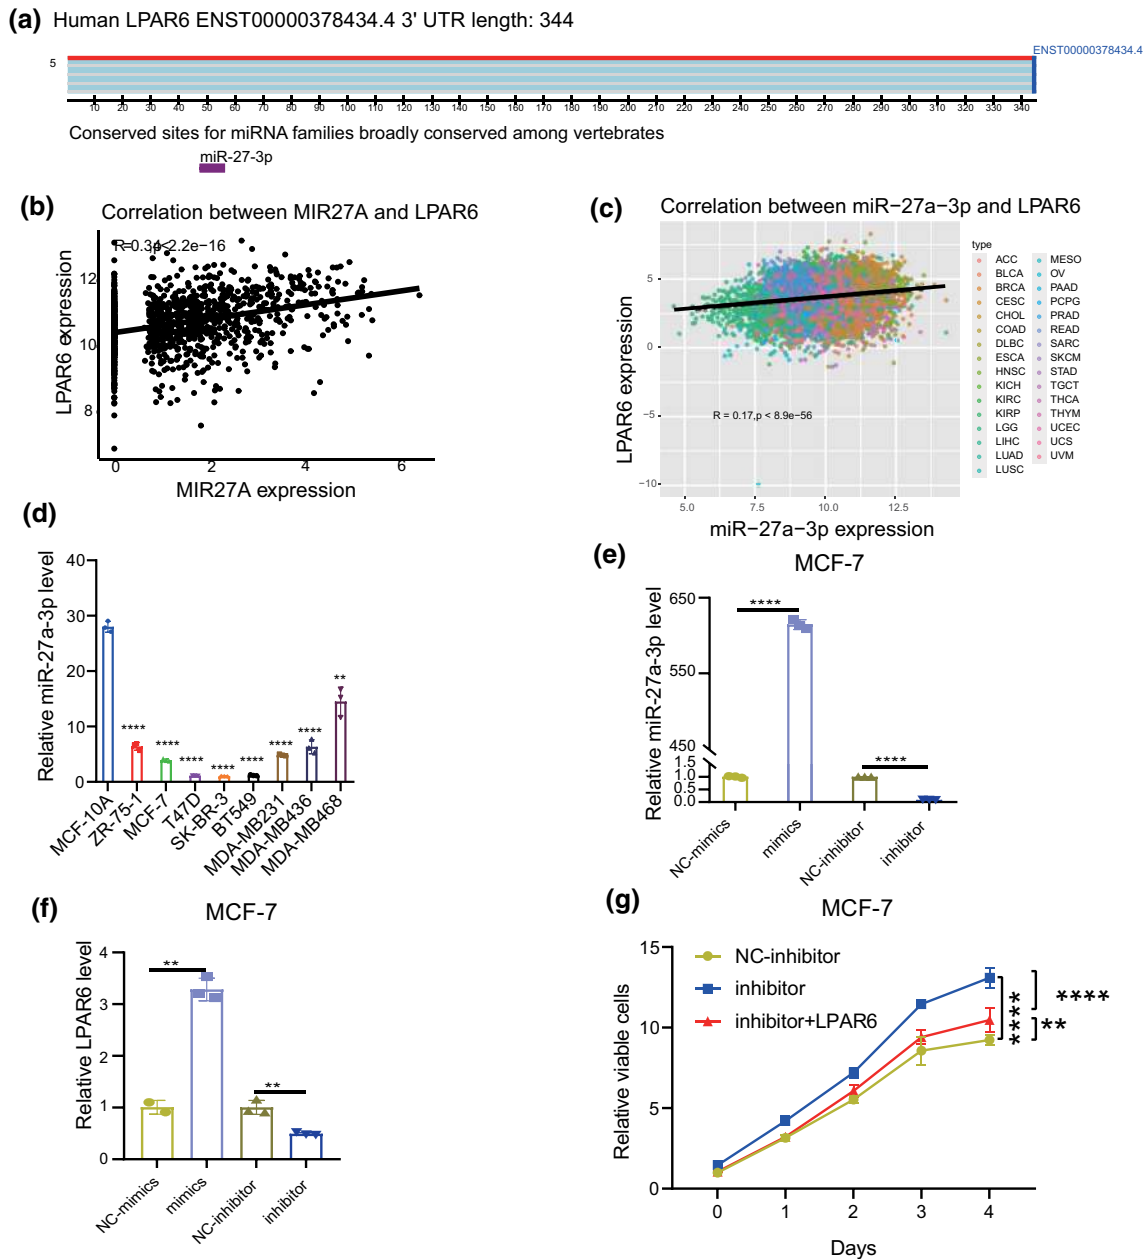 (a) Human LPAR6 ENST00000378434.4 3' UTR length: 344
ENST00000378434.4
5
10 20 30 40 50 60 70 80 90 100 110 120 130 140 150 160 170 180 190 200 210 220 230 240 250 260 270 280 290 300 310 320 330 340
Conserved sites for miRNA families broadly conserved among vertebrates
miR-27-3p
(b)
Correlation between MIR27A and LPAR6
R=0.34p<2.2e−16
LPAR6 expression
12
10
8
0 2 4 6
MIR27A expression
(c)
Correlation between miR−27a−3p and LPAR6
LPAR6 expression
5
0
−5
−10
R = 0.17,p < 8.9e−56
5.0 7.5 10.0 12.5
miR−27a−3p expression
type
ACC
BLCA
BRCA
CESC
CHOL
COAD
DLBC
ESCA
HNSC
KICH
KIRC
KIRP
LGG
LIHC
LUAD
LUSC
MESO
OV
PAAD
PCPG
PRAD
READ
SARC
SKCM
STAD
TGCT
THCA
THYM
UCEC
UCS
UVM
(d)
Relative miR-27a-3p level
40
30
20
10
0
****
****
****
****
****
****
****
**
MCF-10A
ZR-75-1
MCF-7
T47D
SK-BR-3
BT549
MDA-MB231
MDA-MB436
MDA-MB468
(e)
MCF-7
Relative miR-27a-3p level
650
550
450
1.5
1.0
0.5
0.0
****
****
NC-mimics
mimics
NC-inhibitor
inhibitor
(f)
MCF-7
Relative LPAR6 level
4
3
2
1
0
**
**
NC-mimics
mimics
NC-inhibitor
inhibitor
(g)
MCF-7
Relative viable cells
15
10
5
0
NC-inhibitor
inhibitor
inhibitor+LPAR6
****
****
**
0 1 2 3 4
Days